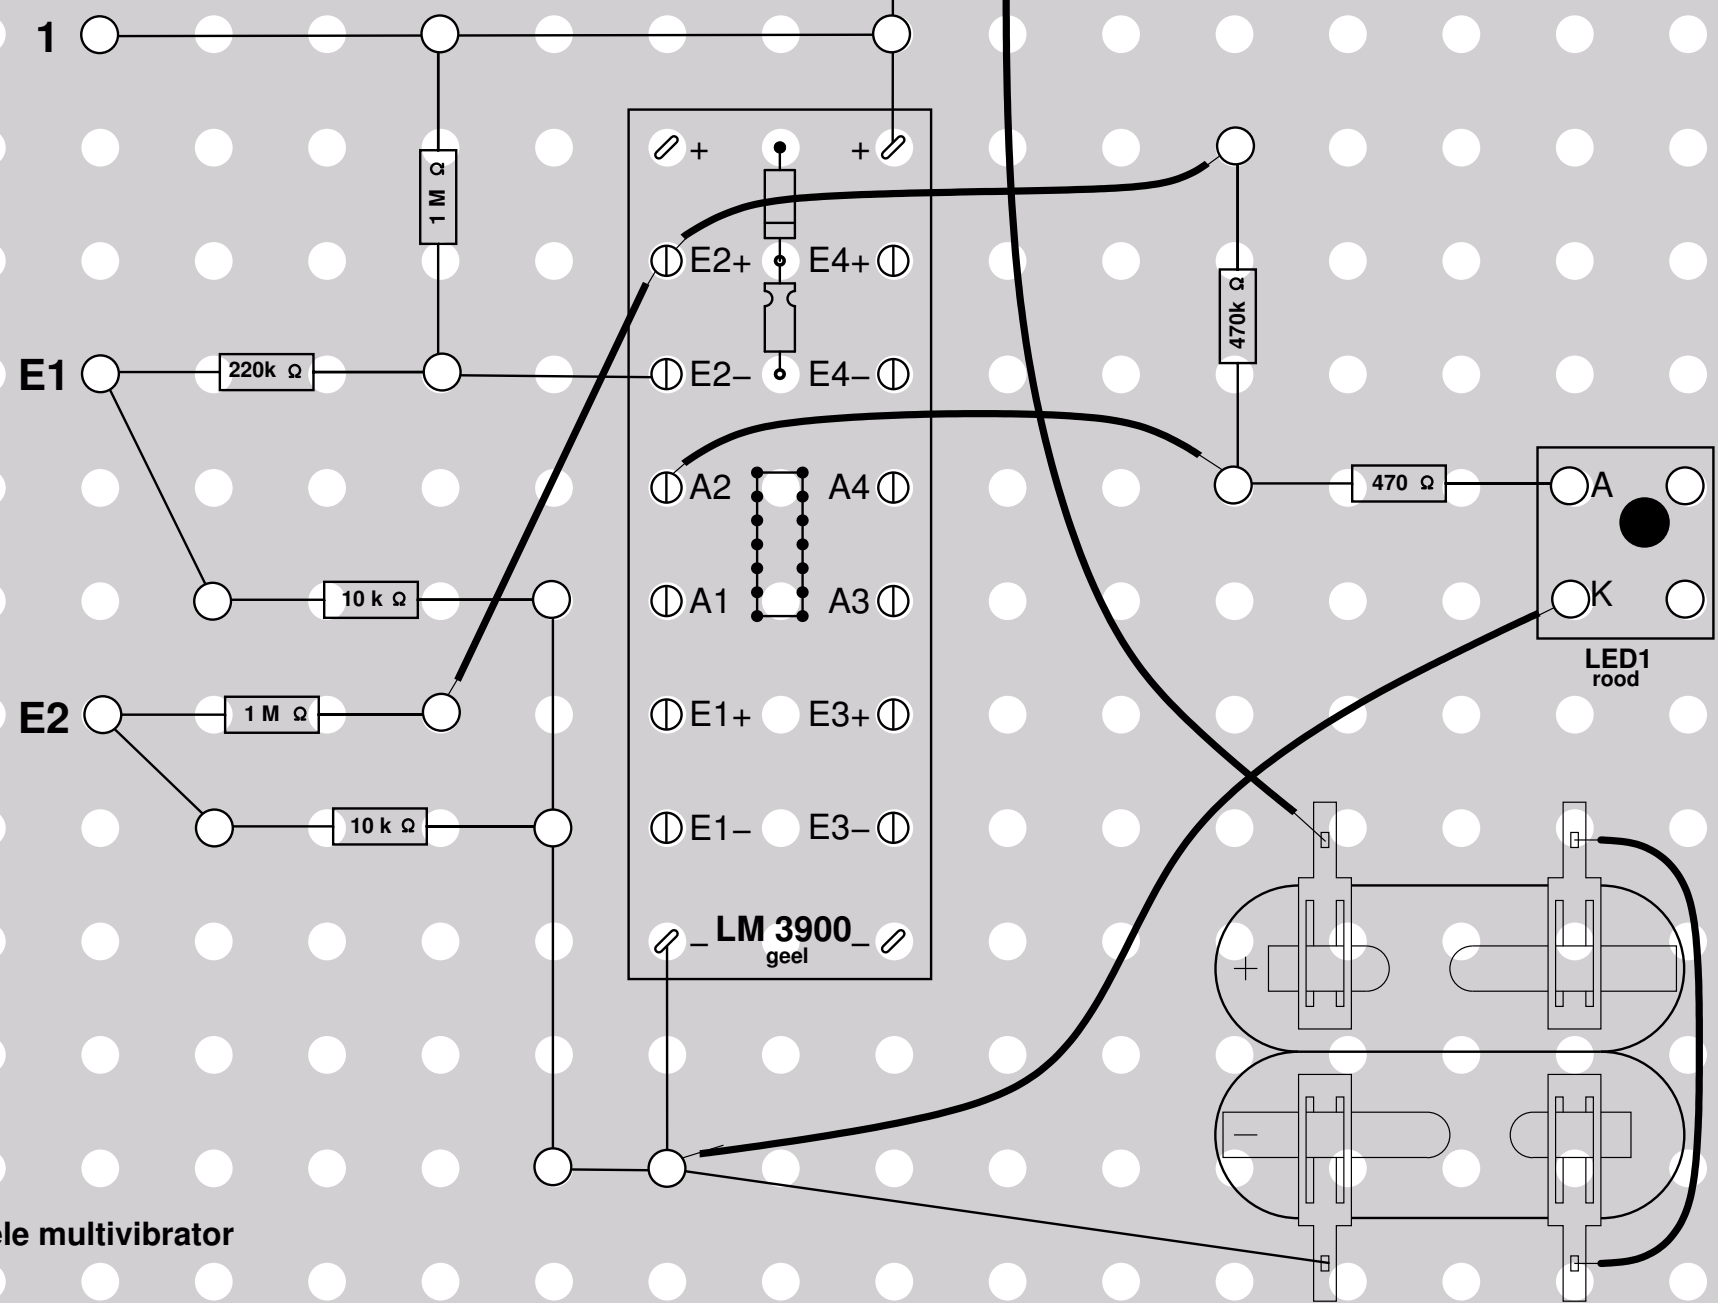 1
1 M Ω
+ +
E2+ E4+
470k Ω
E1
220k Ω
E2– E4–
A2 A4
470 Ω
A
10 k Ω
A1 A3
K
LED1
rood
E2
1 M Ω
E1+ E3+
10 k Ω
E1– E3–
– LM 3900 –
geel
+
–
ele multivibrator